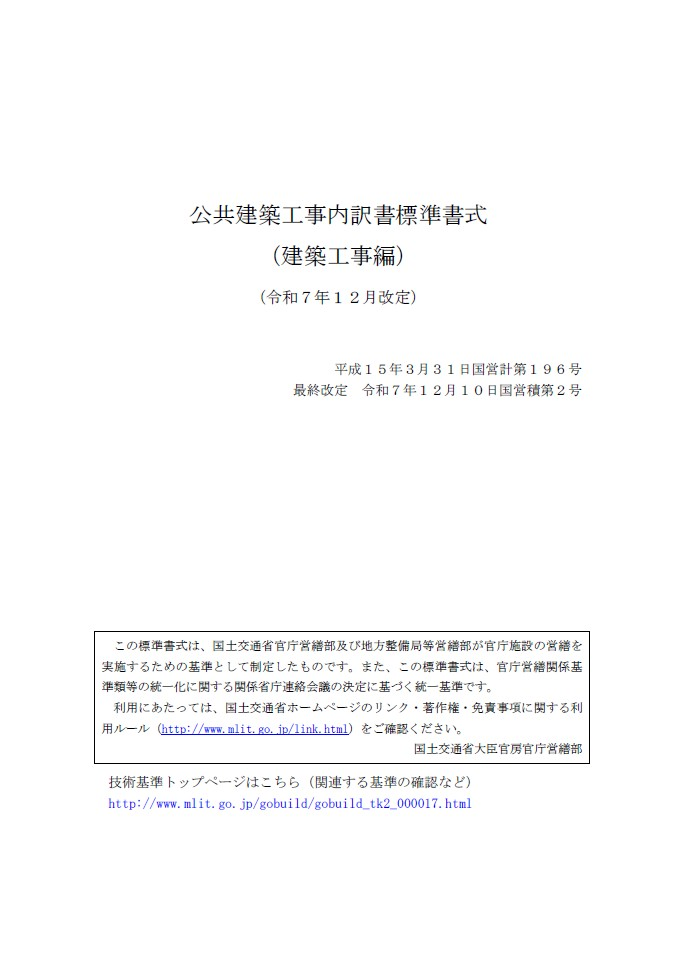 公共建築工事内訳書標準書式
（建築工事編）
（令和７年１２月改定）
平成１５年３月３１日国営計第１９６号
最終改定　令和７年１２月１０日国営積第２号
この標準書式は、国土交通省官庁営繕部及び地方整備局等営繕部が官庁施設の営繕を
実施するための基準として制定したものです。また、この標準書式は、官庁営繕関係基
準類等の統一化に関する関係省庁連絡会議の決定に基づく統一基準です。
利用にあたっては、国土交通省ホームページのリンク・著作権・免責事項に関する利
用ルール（http://www.mlit.go.jp/link.html）をご確認ください。
国土交通省大臣官房官庁営繕部
技術基準トップページはこちら（関連する基準の確認など）
http://www.mlit.go.jp/gobuild/gobuild_tk2_000017.html